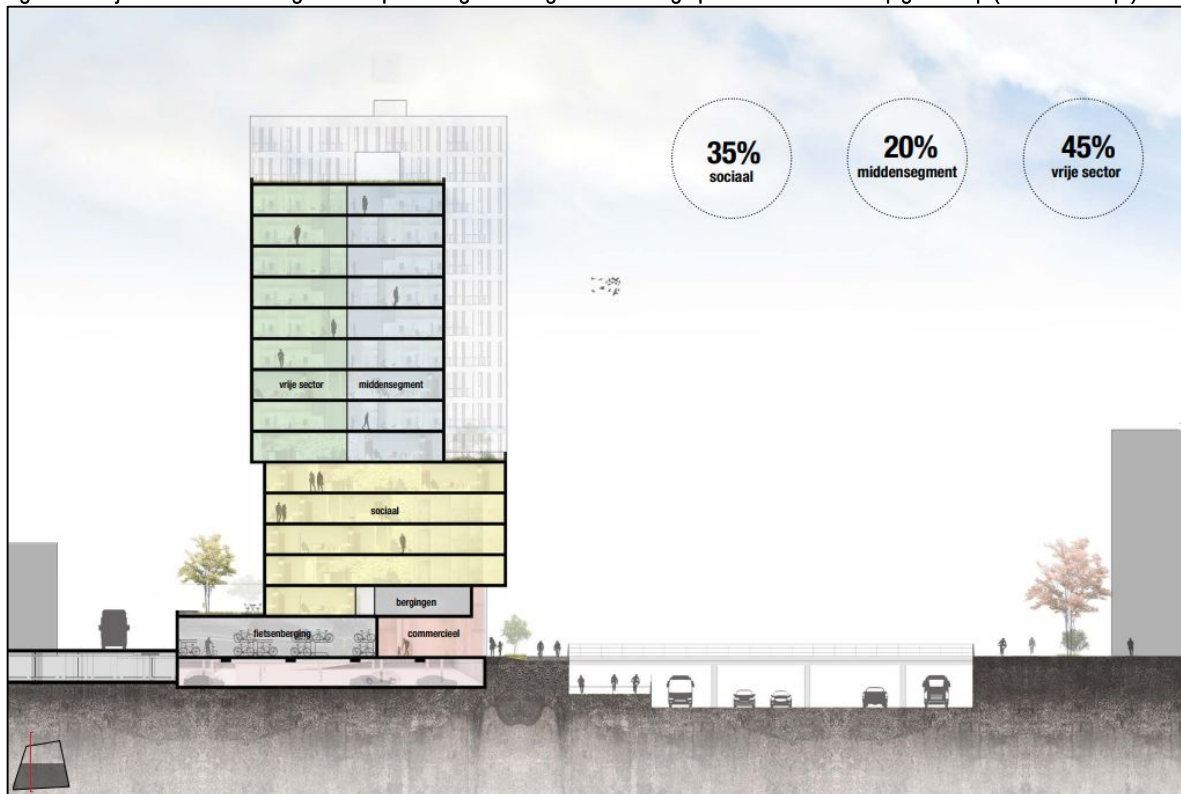 35%
sociaal
20%
middensegment
45%
vrije sector
vrije sector
middensegment
sociaal
bergingen
fietsenberging
commercieel